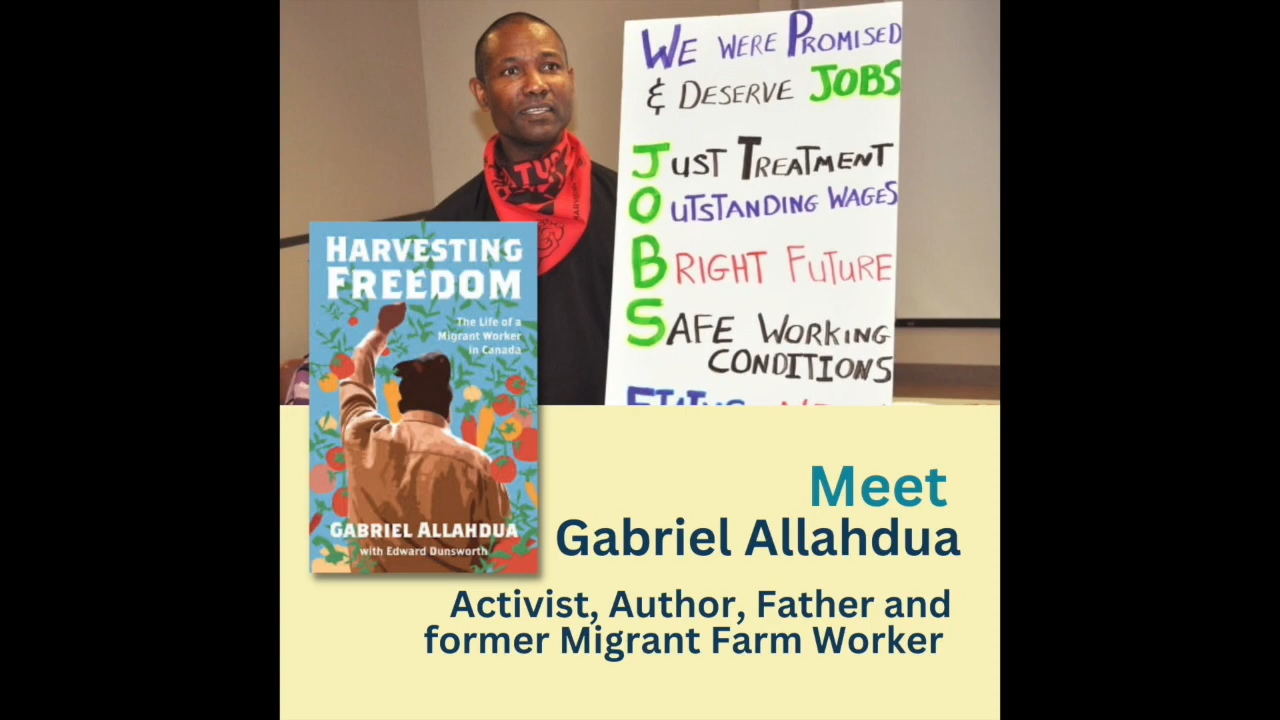 WE WERE PROMISED
& DESERVE JOBS
JUST TREATMENT
OUTSTANDING WAGES
BRIGHT FUTURE
SAFE WORKING
CONDITIONS
HARVESTING
FREEDOM
The Life of a
Migrant Worker
in Canada
GABRIEL ALLAHDUA
with Edward Dunsworth
Meet
Gabriel Allahdua
Activist, Author, Father and
former Migrant Farm Worker